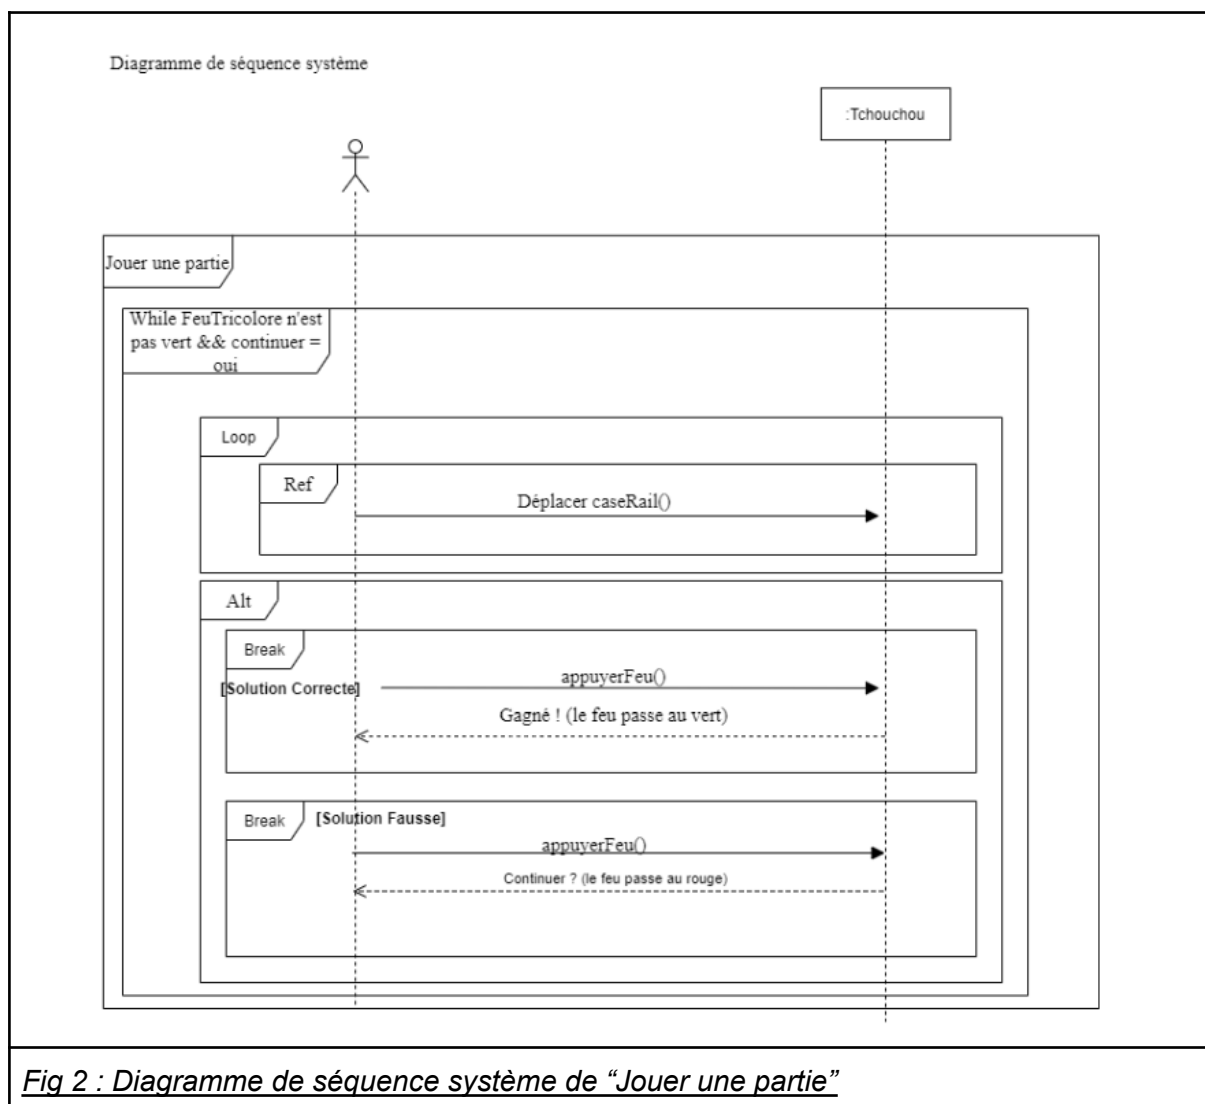 Diagramme de séquence système
:Tchouchou
Jouer une partie
While FeuTricolore n'est
pas vert && continuer =
oui
Loop
Ref
Déplacer caseRail()
Alt
Break
[Solution Correcte]
appuyerFeu()
Gagné ! (le feu passe au vert)
Break
[Solution Fausse]
appuyerFeu()
Continuer ? (le feu passe au rouge)
Fig 2 : Diagramme de séquence système de “Jouer une partie”